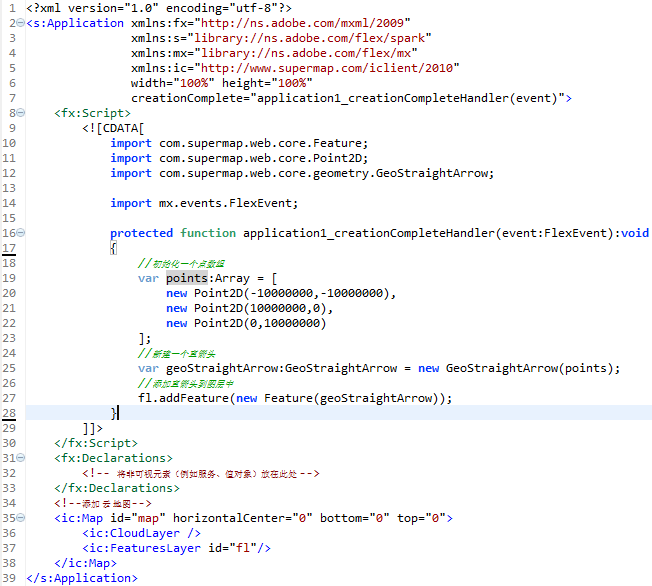 1 <?xml version="1.0" encoding="utf-8"?>
2 <s:Application xmlns:fx="http://ns.adobe.com/mxml/2009"
3 xmlns:s="library://ns.adobe.com/flex/spark"
4 xmlns:mx="library://ns.adobe.com/flex/mx"
5 xmlns:ic="http://www.supermap.com/iclient/2010"
6 width="100%" height="100%"
7 creationComplete="application1_creationCompleteHandler(event)">
8 <fx:Script>
9 <![CDATA[
10 import com.supermap.web.core.Feature;
11 import com.supermap.web.core.Point2D;
12 import com.supermap.web.core.geometry.GeoStraightArrow;
13
14 import mx.events.FlexEvent;
15
16 protected function application1_creationCompleteHandler(event:FlexEvent):void
17 {
18 //初始化一个点数组
19 var points:Array = [
20 new Point2D(-10000000,-10000000),
21 new Point2D(10000000,0),
22 new Point2D(0,10000000)
23 ];
24 //新建一个直箭头
25 var geoStraightArrow:GeoStraightArrow = new GeoStraightArrow(points);
26 //添加直箭头到图层中
27 fl.addFeature(new Feature(geoStraightArrow));
28 }
29 ]]>
30 </fx:Script>
31 <fx:Declarations>
32 <!-- 将非可视元素（例如服务、值对象）放在此处 -->
33 </fx:Declarations>
34 <!--添加云地图-->
35 <ic:Map id="map" horizontalCenter="0" bottom="0" top="0">
36 <ic:CloudLayer />
37 <ic:FeaturesLayer id="fl"/>
38 </ic:Map>
39 </s:Application>